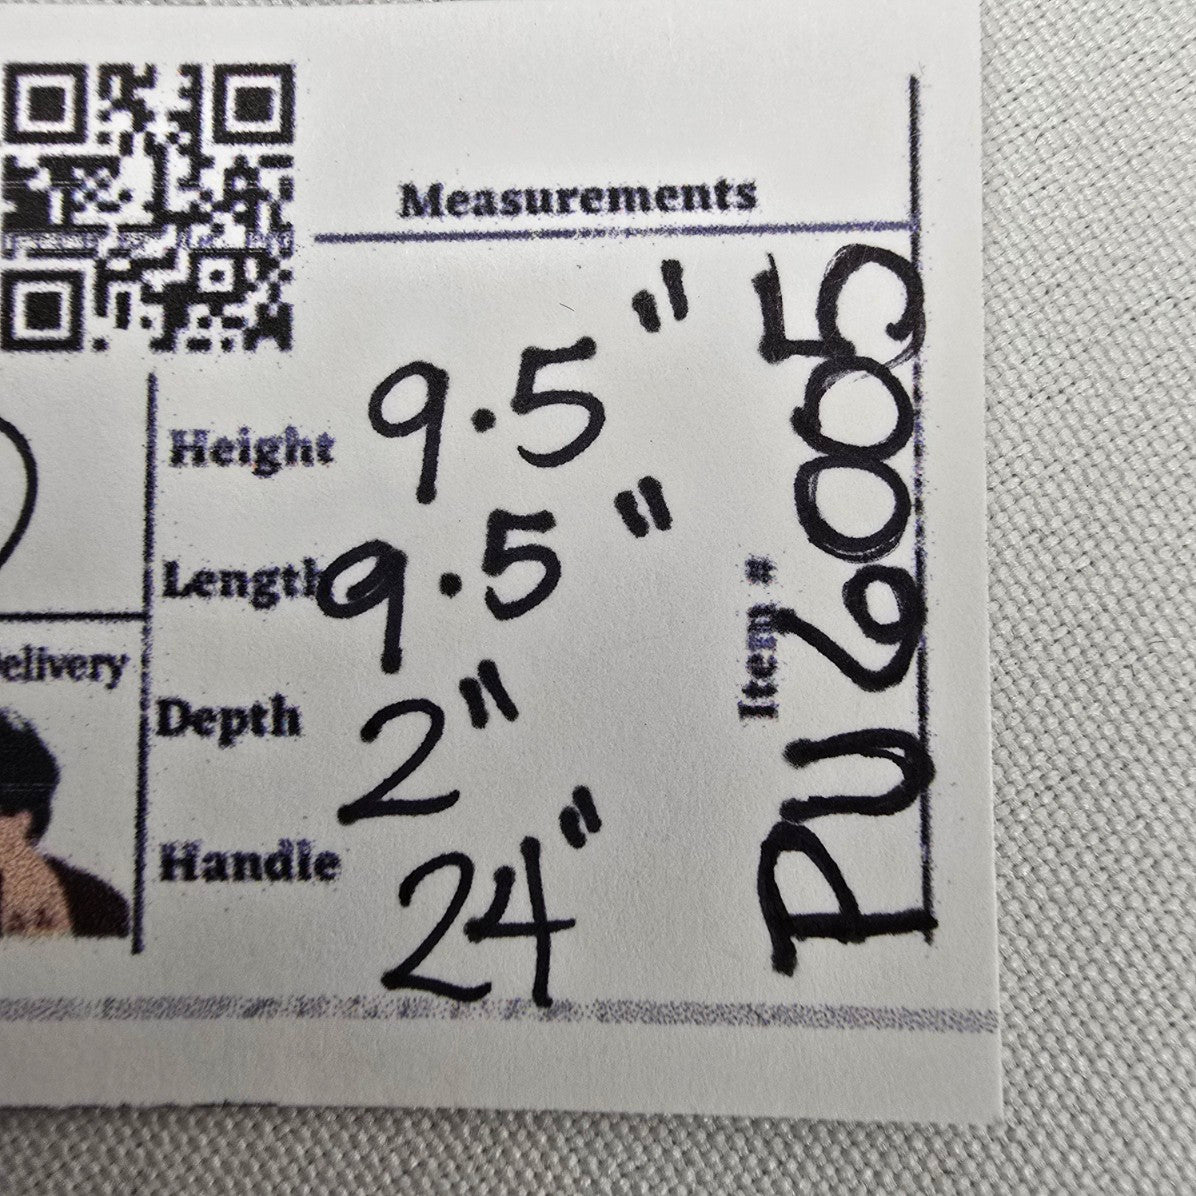 Measurements
Height 9.5"
Length 9.5"
Depth 2"
Handle 24"
Item # PU6005
elivery